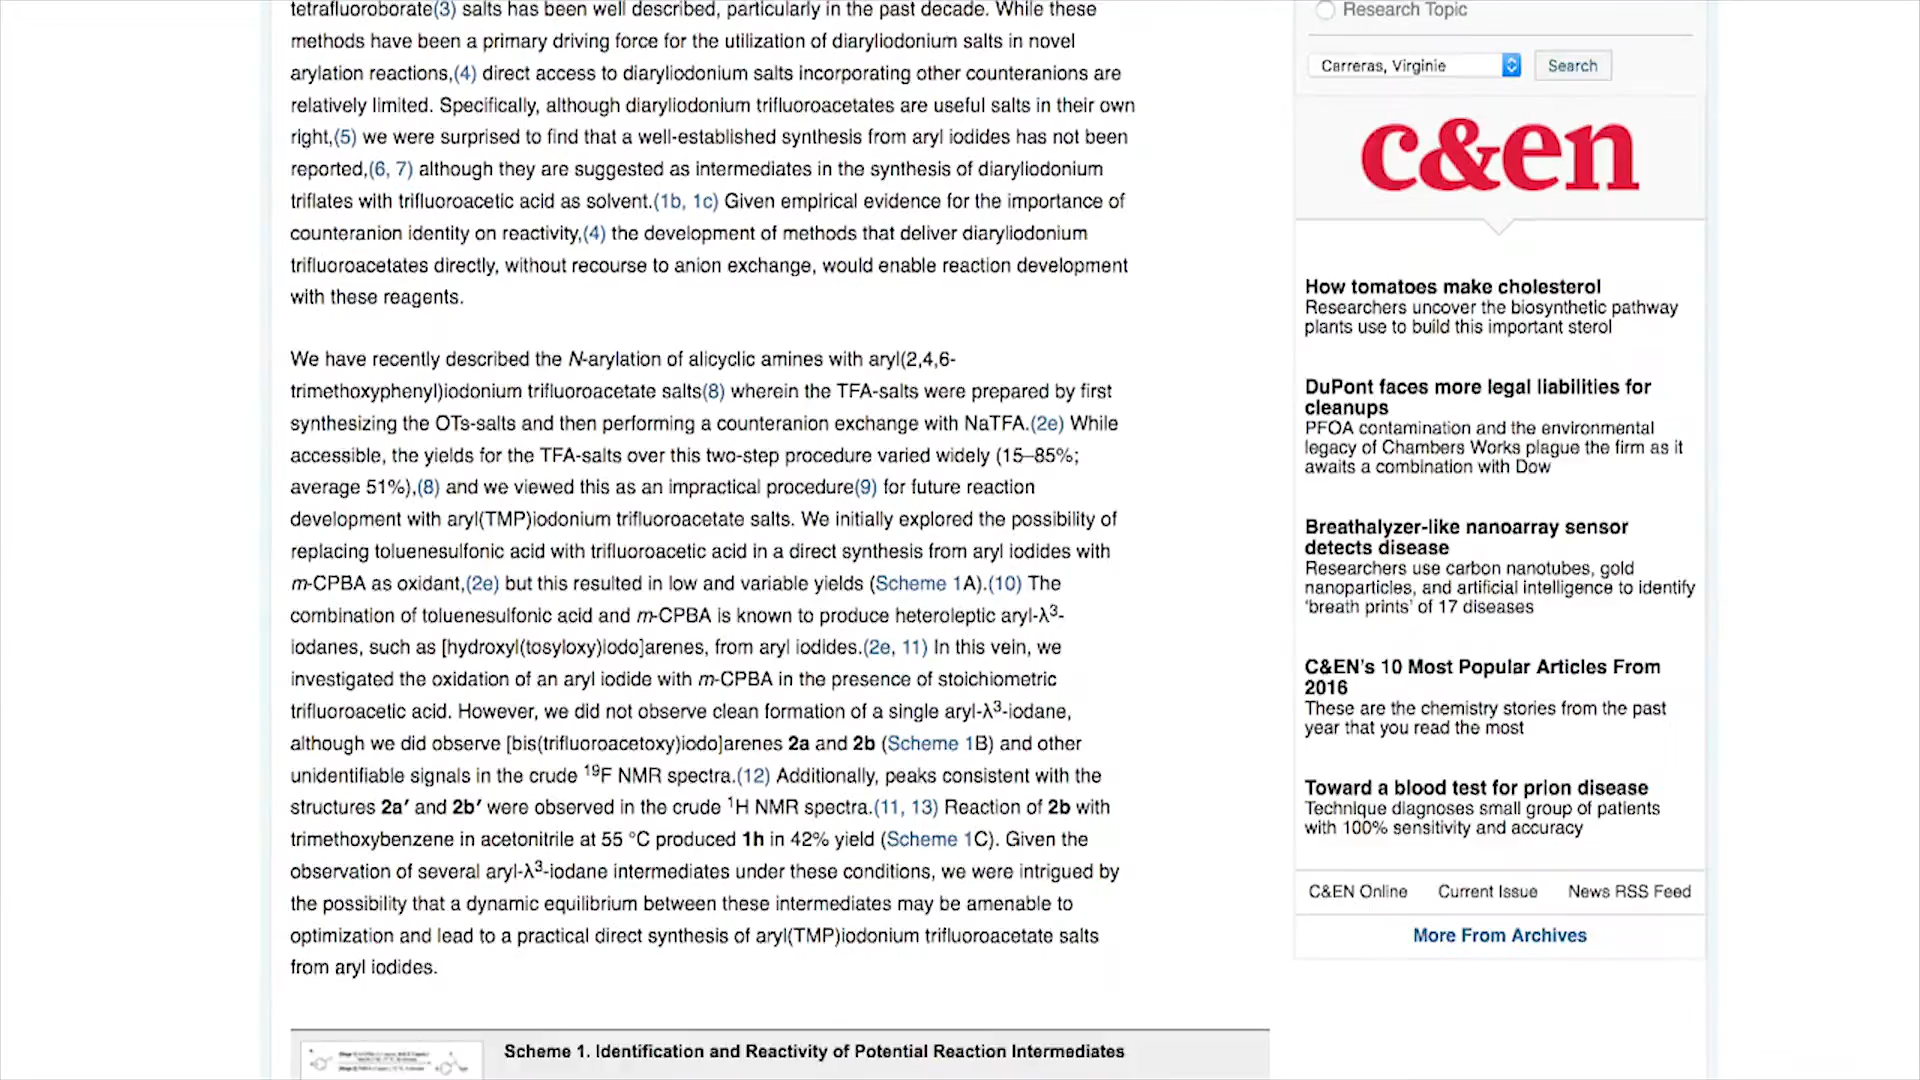 tetrafluoroborate(3) salts has been well described, particularly in the past decade. While these
methods have been a primary driving force for the utilization of diaryliodonium salts in novel
arylation reactions,(4) direct access to diaryliodonium salts incorporating other counteranions are
relatively limited. Specifically, although diaryliodonium trifluoroacetates are useful salts in their own
right,(5) we were surprised to find that a well-established synthesis from aryl iodides has not been
reported,(6, 7) although they are suggested as intermediates in the synthesis of diaryliodonium
triflates with trifluoroacetic acid as solvent.(1b, 1c) Given empirical evidence for the importance of
counteranion identity on reactivity,(4) the development of methods that deliver diaryliodonium
trifluoroacetates directly, without recourse to anion exchange, would enable reaction development
with these reagents.
We have recently described the N-arylation of alicyclic amines with aryl(2,4,6-
trimethoxyphenyl)iodonium trifluoroacetate salts(8) wherein the TFA-salts were prepared by first
synthesizing the OTs-salts and then performing a counteranion exchange with NaTFA.(2e) While
accessible, the yields for the TFA-salts over this two-step procedure varied widely (15–85%;
average 51%),(8) and we viewed this as an impractical procedure(9) for future reaction
development with aryl(TMP)iodonium trifluoroacetate salts. We initially explored the possibility of
replacing toluenesulfonic acid with trifluoroacetic acid in a direct synthesis from aryl iodides with
m-CPBA as oxidant,(2e) but this resulted in low and variable yields (Scheme 1A).(10) The
combination of toluenesulfonic acid and m-CPBA is known to produce heteroleptic aryl-λ³-
iodanes, such as [hydroxyl(tosyloxy)iodo]arenes, from aryl iodides.(2e, 11) In this vein, we
investigated the oxidation of an aryl iodide with m-CPBA in the presence of stoichiometric
trifluoroacetic acid. However, we did not observe clean formation of a single aryl-λ³-iodane,
although we did observe [bis(trifluoroacetoxy)iodo]arenes 2a and 2b (Scheme 1B) and other
unidentifiable signals in the crude ¹⁹F NMR spectra.(12) Additionally, peaks consistent with the
structures 2a′ and 2b′ were observed in the crude ¹H NMR spectra.(11, 13) Reaction of 2b with
trimethoxybenzene in acetonitrile at 55 °C produced 1h in 42% yield (Scheme 1C). Given the
observation of several aryl-λ³-iodane intermediates under these conditions, we were intrigued by
the possibility that a dynamic equilibrium between these intermediates may be amenable to
optimization and lead to a practical direct synthesis of aryl(TMP)iodonium trifluoroacetate salts
from aryl iodides.
Scheme 1. Identification and Reactivity of Potential Reaction Intermediates
Research Topic
Carreras, Virginie
Search
c&en
How tomatoes make cholesterol
Researchers uncover the biosynthetic pathway
plants use to build this important sterol
DuPont faces more legal liabilities for
cleanups
PFOA contamination and the environmental
legacy of Chambers Works plague the firm as it
awaits a combination with Dow
Breathalyzer-like nanoarray sensor
detects disease
Researchers use carbon nanotubes, gold
nanoparticles, and artificial intelligence to identify
'breath prints' of 17 diseases
C&EN's 10 Most Popular Articles From
2016
These are the chemistry stories from the past
year that you read the most
Toward a blood test for prion disease
Technique diagnoses small group of patients
with 100% sensitivity and accuracy
C&EN Online Current Issue News RSS Feed
More From Archives